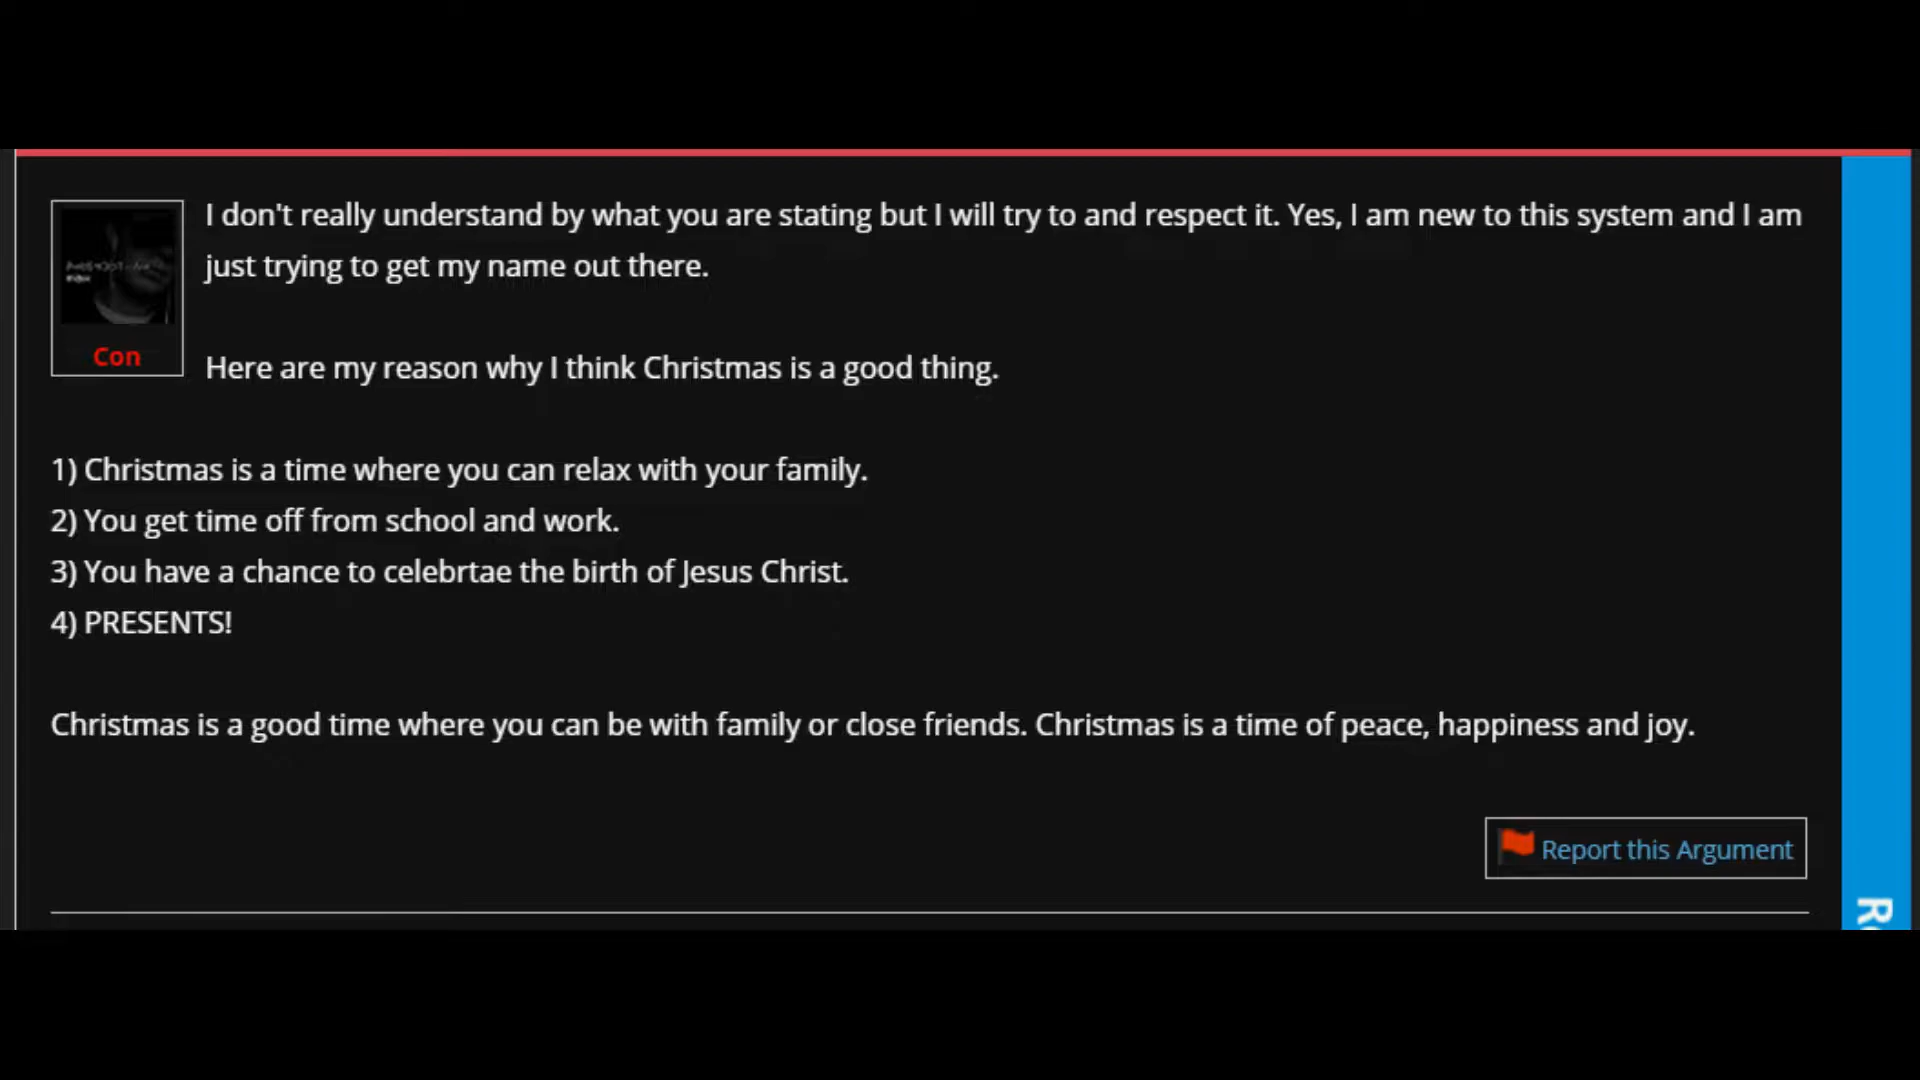 I don't really understand by what you are stating but I will try to and respect it. Yes, I am new to this system and I am
just trying to get my name out there.
Con
Here are my reason why I think Christmas is a good thing.
1) Christmas is a time where you can relax with your family.
2) You get time off from school and work.
3) You have a chance to celebrtae the birth of Jesus Christ.
4) PRESENTS!
Christmas is a good time where you can be with family or close friends. Christmas is a time of peace, happiness and joy.
Report this Argument